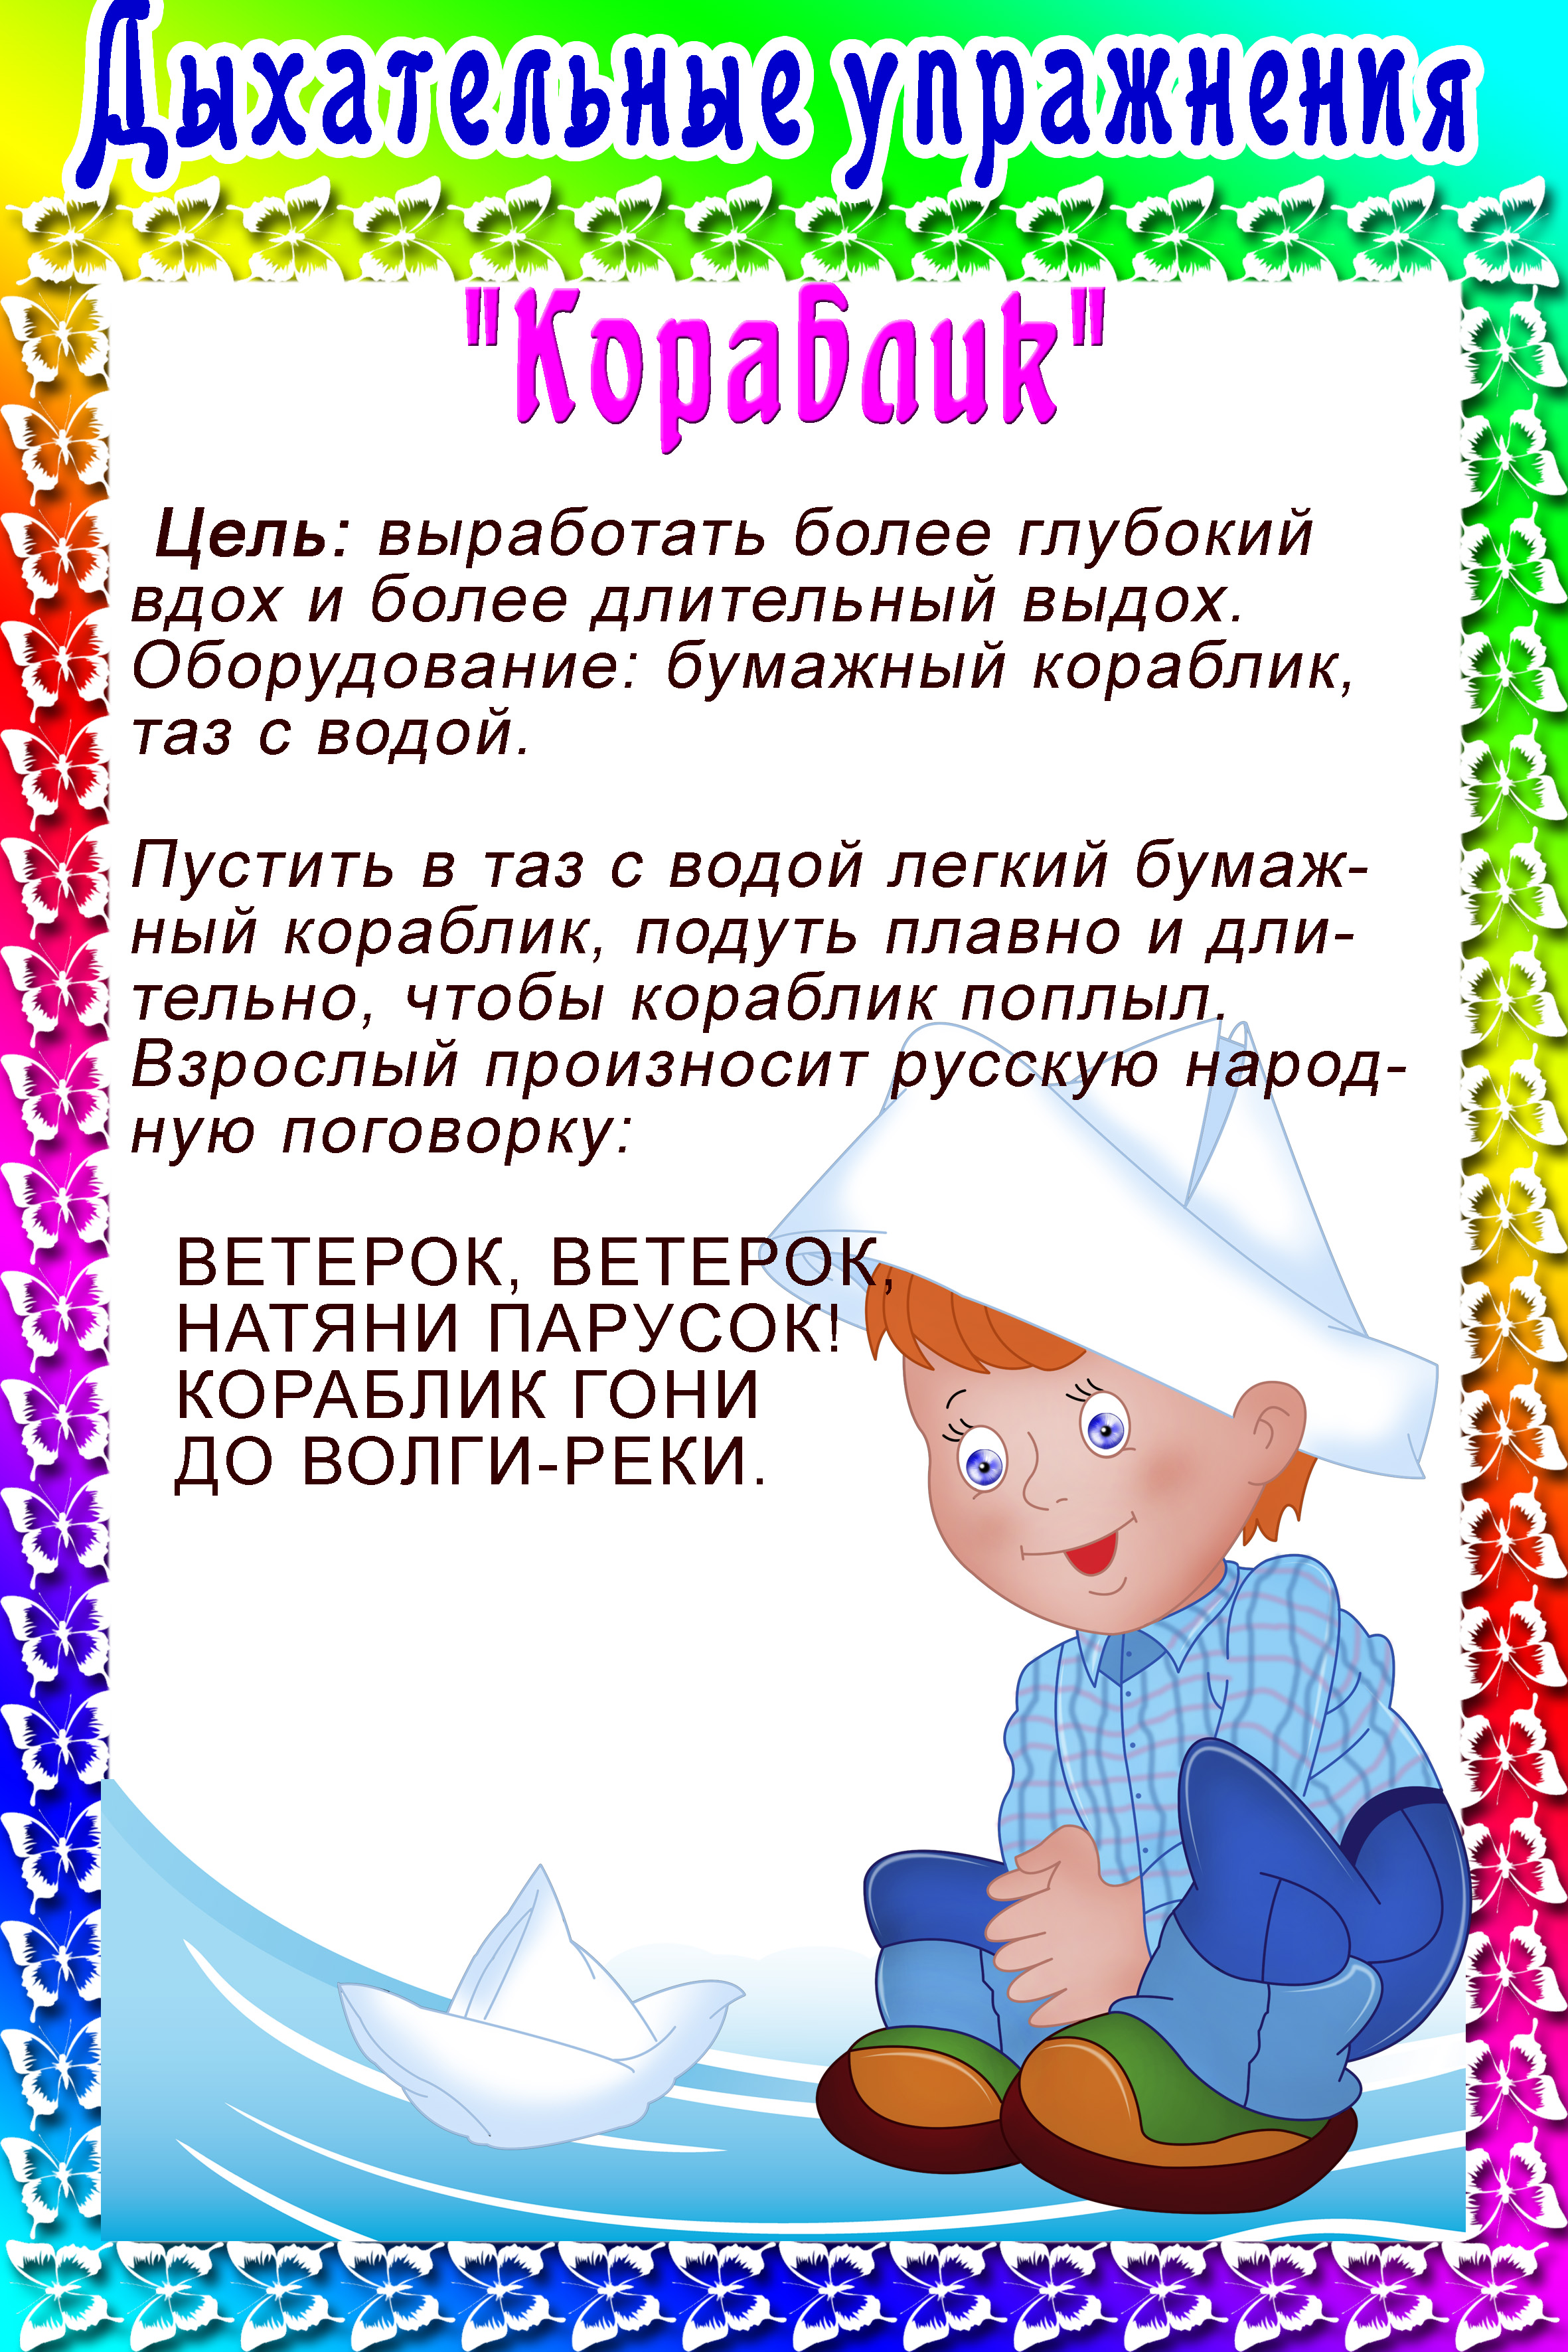 Дыхательные упражнения
"Кораблик"
Цель: выработать более глубокий
вдох и более длительный выдох.
Оборудование: бумажный кораблик,
таз с водой.
Пустить в таз с водой легкий бумаж-
ный кораблик, подуть плавно и дли-
тельно, чтобы кораблик поплыл.
Взрослый произносит русскую народ-
ную поговорку:
ВЕТЕРОК, ВЕТЕРОК,
НАТЯНИ ПАРУСОК!
КОРАБЛИК ГОНИ
ДО ВОЛГИ-РЕКИ.